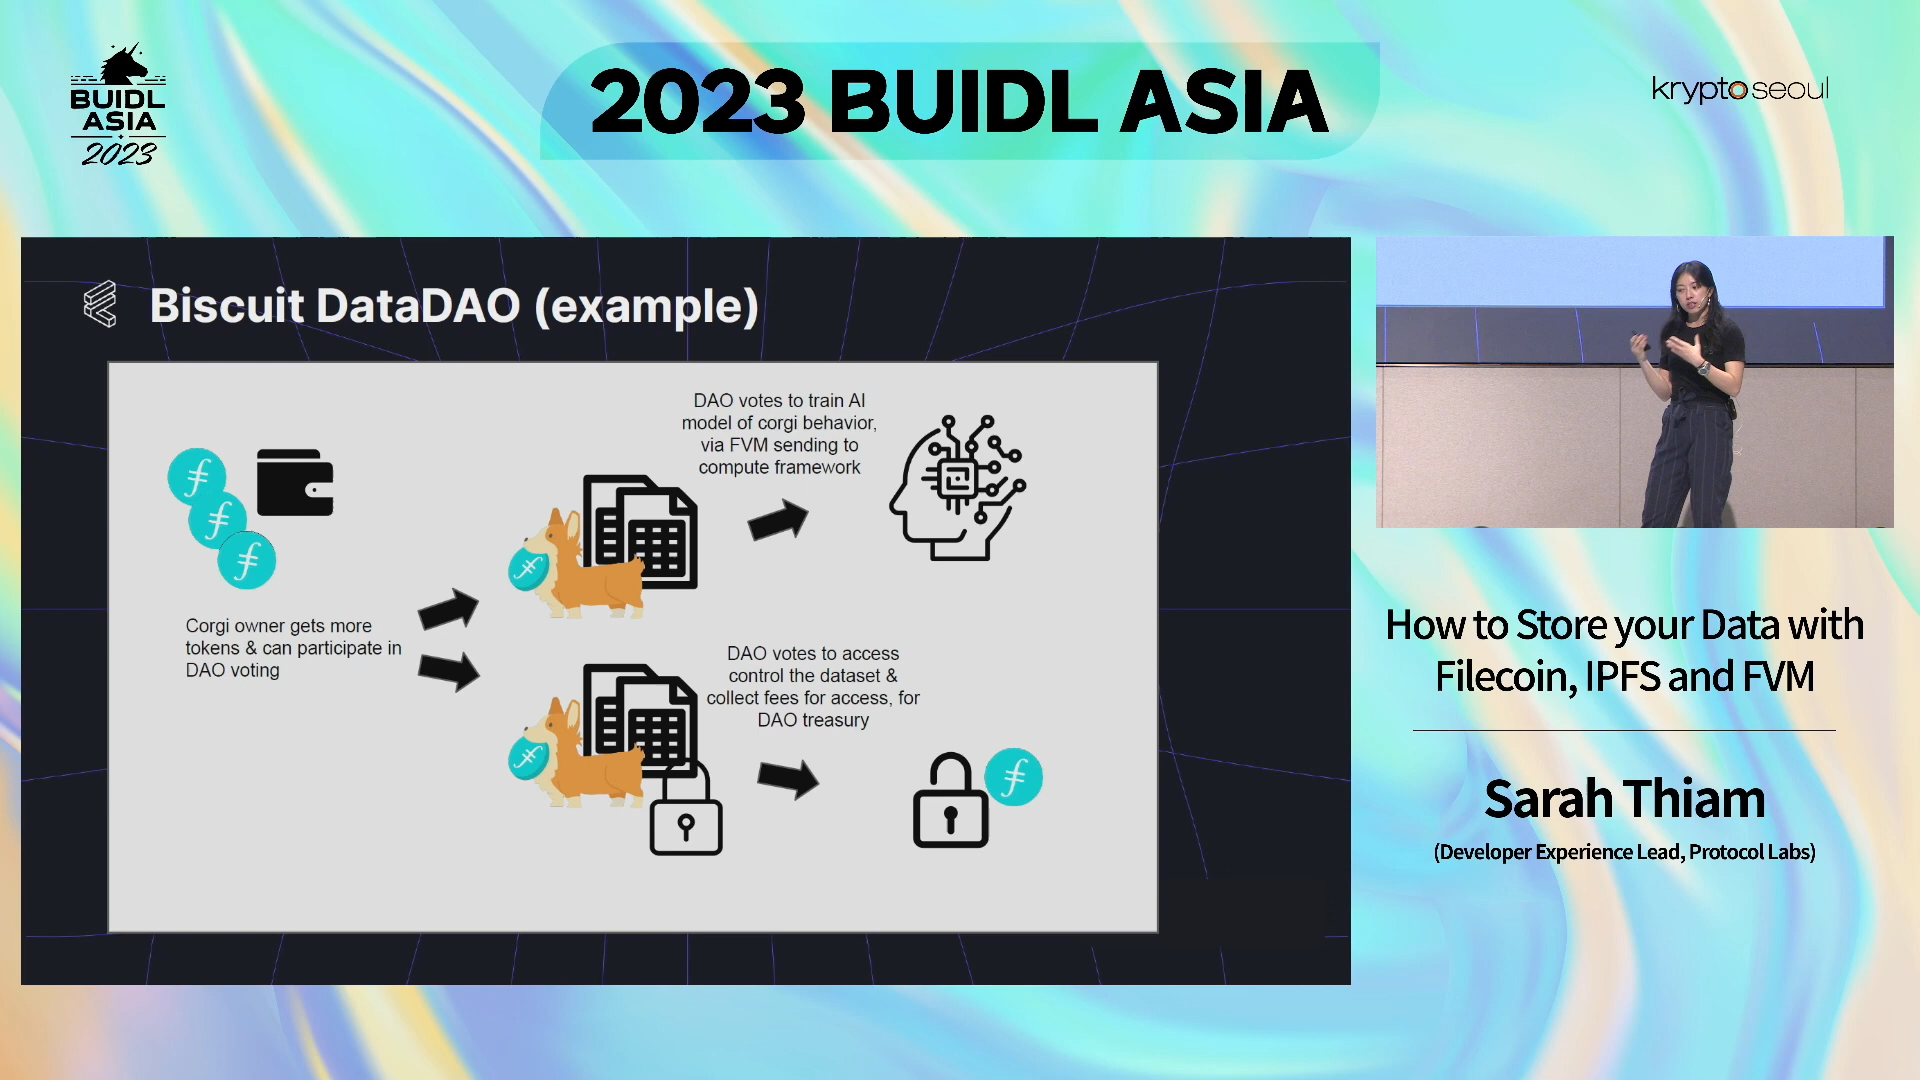 BUIDL
ASIA
2023
2023 BUIDL ASIA
kryptoseoul
Biscuit DataDAO (example)
Corgi owner gets more
tokens & can participate in
DAO voting
DAO votes to train AI
model of corgi behavior,
via FVM sending to
compute framework
DAO votes to access
control the dataset &
collect fees for access, for
DAO treasury
How to Store your Data with
Filecoin, IPFS and FVM
Sarah Thiam
(Developer Experience Lead, Protocol Labs)